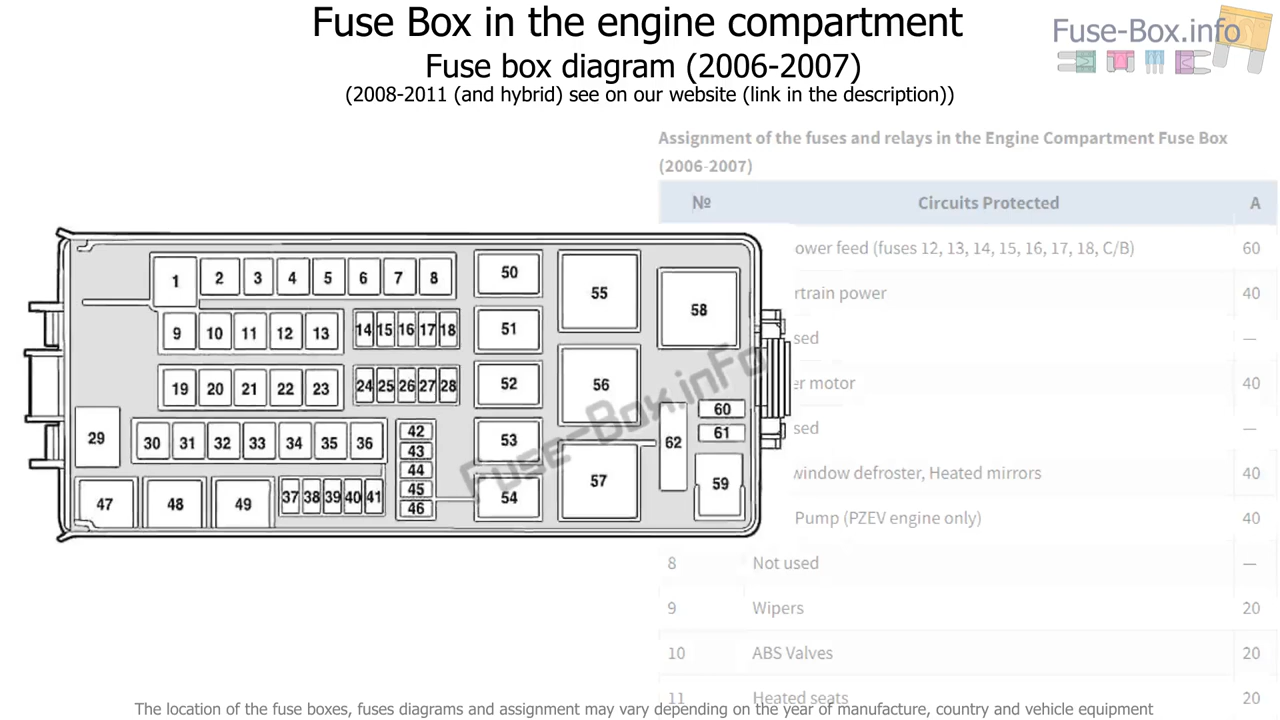 Fuse Box in the engine compartment
Fuse box diagram (2006-2007)
(2008-2011 (and hybrid) see on our website (link in the description))
Fuse-Box.info
Assignment of the fuses and relays in the Engine Compartment Fuse Box
(2006-2007)
№ Circuits Protected A
ower feed (fuses 12, 13, 14, 15, 16, 17, 18, C/B) 60
rtrain power 40
sed —
er motor 40
sed —
window defroster, Heated mirrors 40
Pump (PZEV engine only) 40
8 Not used —
9 Wipers 20
10 ABS Valves 20
11 Heated seats 20
1 2 3 4 5 6 7 8 50 55 58
9 10 11 12 13 14 15 16 17 18 51
19 20 21 22 23 24 25 26 27 28 52 56
60
61
29 30 31 32 33 34 35 36 42 53 62
43
44
45
46
47 48 49 37 38 39 40 41 54 57 59
Fuse-Box.info
The location of the fuse boxes, fuses diagrams and assignment may vary depending on the year of manufacture, country and vehicle equipment